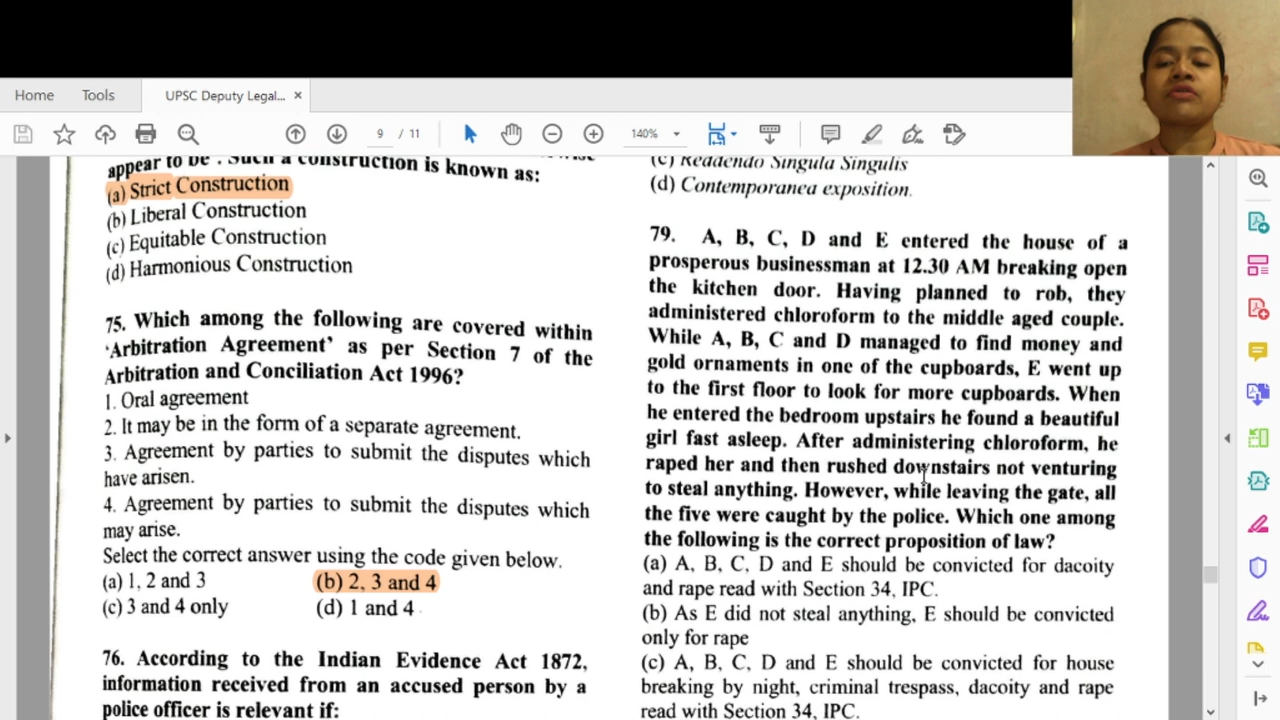 Home
Tools
UPSC Deputy Legal...
9 / 11
140%
appear to be . Such a construction is known as:
(a) Strict Construction
(b) Liberal Construction
(c) Equitable Construction
(d) Harmonious Construction
75. Which among the following are covered within
'Arbitration Agreement' as per Section 7 of the
Arbitration and Conciliation Act 1996?
1. Oral agreement
2. It may be in the form of a separate agreement.
3. Agreement by parties to submit the disputes which
have arisen.
4. Agreement by parties to submit the disputes which
may arise.
Select the correct answer using the code given below.
(a) 1, 2 and 3 (b) 2, 3 and 4
(c) 3 and 4 only (d) 1 and 4
76. According to the Indian Evidence Act 1872,
information received from an accused person by a
police officer is relevant if:
(c) Reddendo Singula Singulis
(d) Contemporanea exposition.
79. A, B, C, D and E entered the house of a
prosperous businessman at 12.30 AM breaking open
the kitchen door. Having planned to rob, they
administered chloroform to the middle aged couple.
While A, B, C and D managed to find money and
gold ornaments in one of the cupboards, E went up
to the first floor to look for more cupboards. When
he entered the bedroom upstairs he found a beautiful
girl fast asleep. After administering chloroform, he
raped her and then rushed downstairs not venturing
to steal anything. However, while leaving the gate, all
the five were caught by the police. Which one among
the following is the correct proposition of law?
(a) A, B, C, D and E should be convicted for dacoity
and rape read with Section 34, IPC.
(b) As E did not steal anything, E should be convicted
only for rape
(c) A, B, C, D and E should be convicted for house
breaking by night, criminal trespass, dacoity and rape
read with Section 34, IPC.